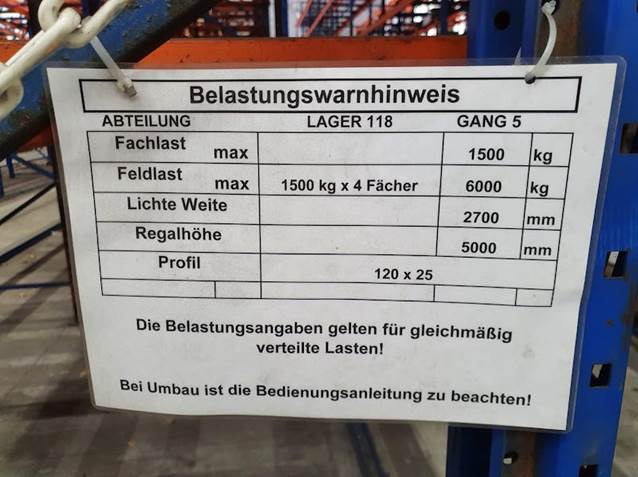 Belastungswarnhinweis
ABTEILUNG LAGER 118 GANG 5
Fachlast max 1500 kg
Feldlast max 1500 kg x 4 Fächer 6000 kg
Lichte Weite 2700 mm
Regalhöhe 5000 mm
Profil 120 x 25
Die Belastungsangaben gelten für gleichmäßig
verteilte Lasten!
Bei Umbau ist die Bedienungsanleitung zu beachten!